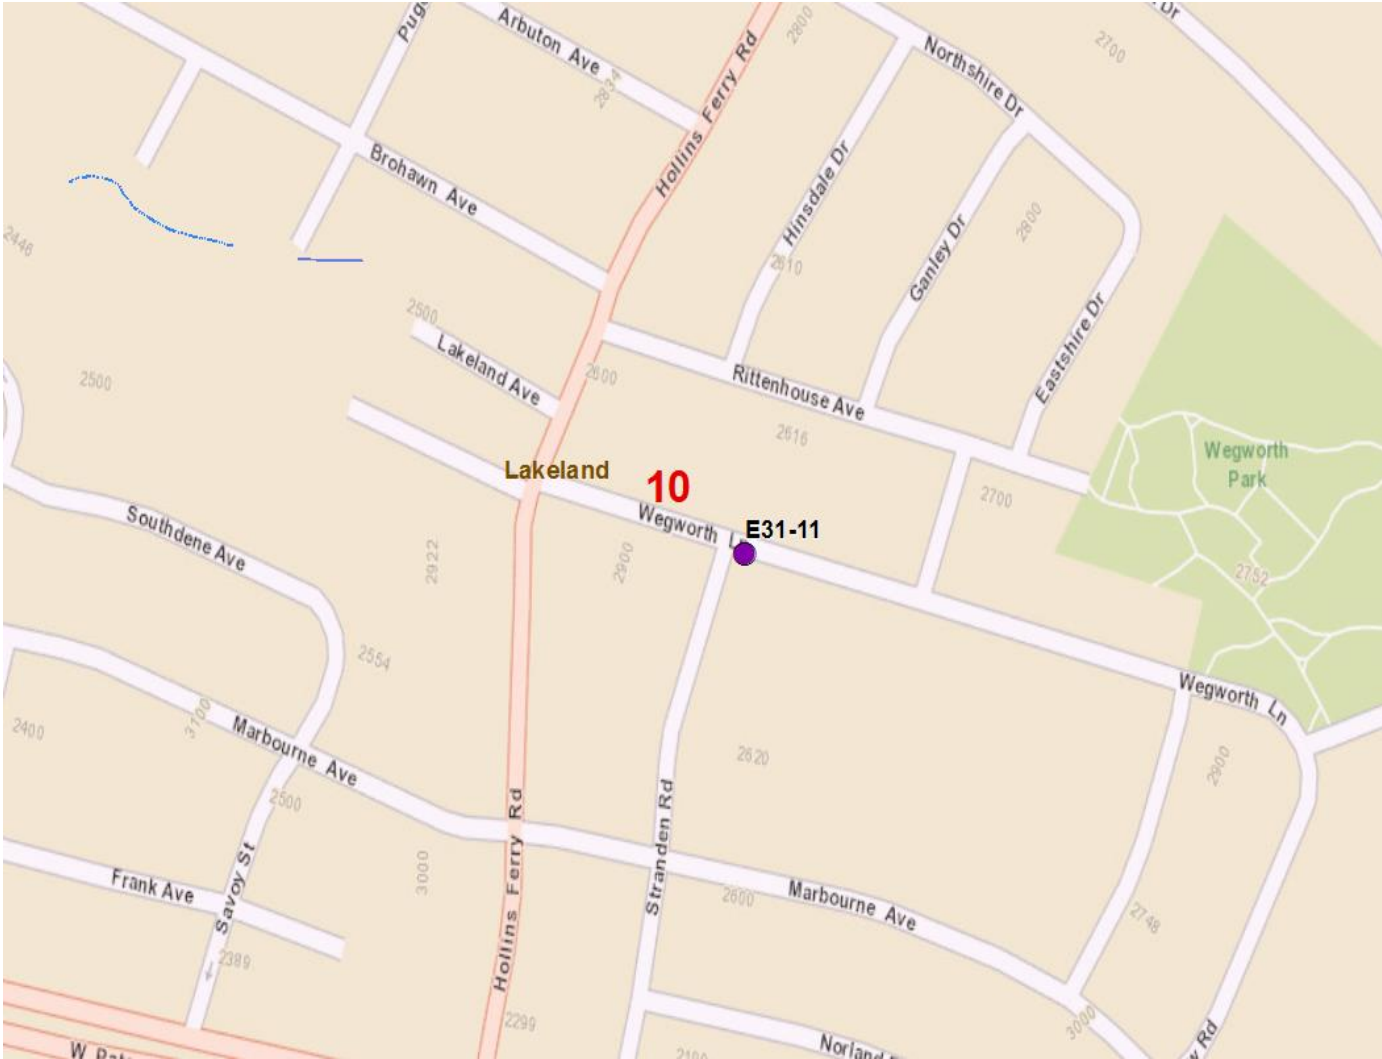 Dr
Arbuton Ave
2800
2700
Northshire Dr
2834
Hollins Ferry Rd
Brohawn Ave
Hinsdale Dr
2446
2800
Ganley Dr
2610
2500
Eastshire Dr
Lakeland Ave
2500
2600
Rittenhouse Ave
2616
Wegworth
Park
Lakeland
10
2700
Wegworth
E31-11
Southdene Ave
2922
2900
2752
2554
Wegworth Ln
3100
2400
Marbourne Ave
2620
2900
2500
Stranden Rd
Hollins Ferry Rd
Frank Ave
Savoy St
3000
2600
Marbourne Ave
2748
2389
2299
3000
Norland
Rd
W